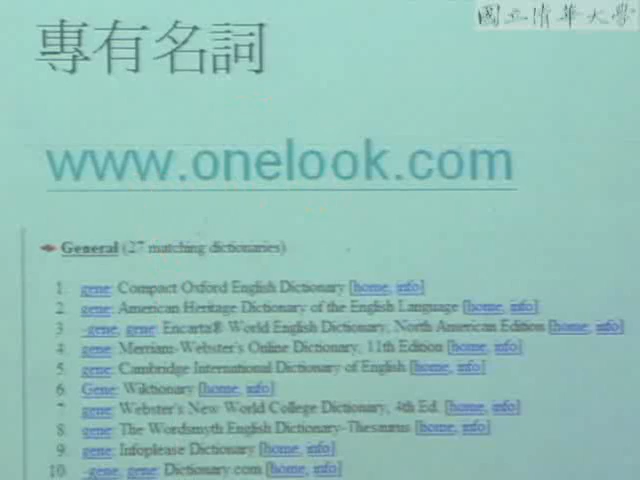 國立清華大學
專有名詞
www.onelook.com
General (27 matching dictionaries)
1. gene: Compact Oxford English Dictionary [home, info]
2. gene: American Heritage Dictionary of the English Language [home, info]
3. -gene, gene: Encarta® World English Dictionary, North American Edition [home, info]
4. gene: Merriam-Webster's Online Dictionary, 11th Edition [home, info]
5. gene: Cambridge International Dictionary of English [home, info]
6. Gene: Wiktionary [home, info]
7. gene: Webster's New World College Dictionary, 4th Ed. [home, info]
8. gene: The Wordsmyth English Dictionary-Thesaurus [home, info]
9. gene: Infoplease Dictionary [home, info]
10. -gene, gene: Dictionary.com [home, info]